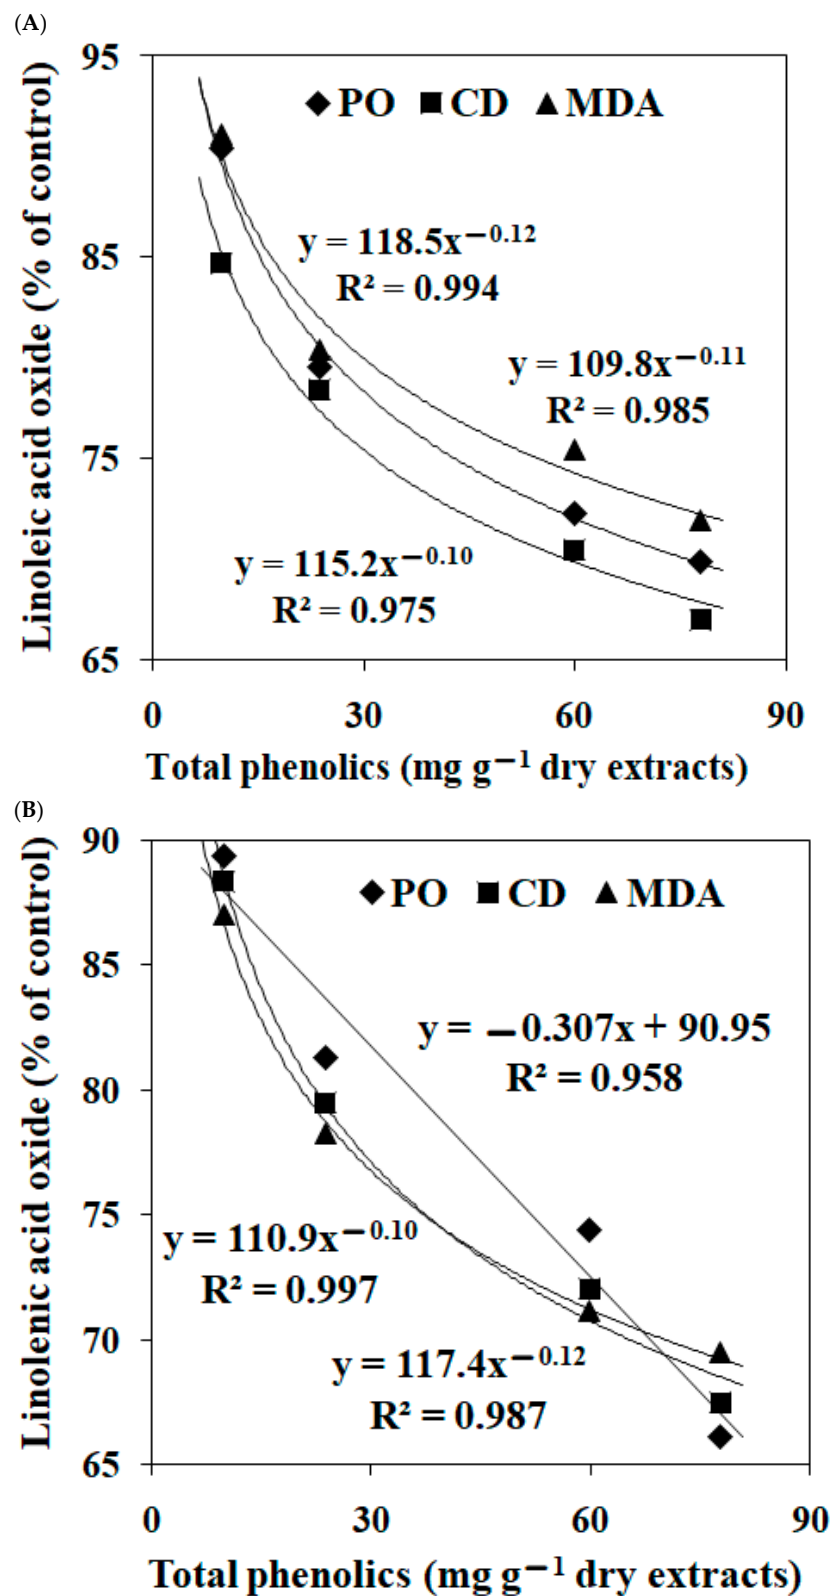 (A)
Linoleic acid oxide (% of control)
95
85
75
65
PO CD MDA
y = 118.5x⁻⁰·¹²
R² = 0.994
y = 109.8x⁻⁰·¹¹
R² = 0.985
y = 115.2x⁻⁰·¹⁰
R² = 0.975
0 30 60 90
Total phenolics (mg g⁻¹ dry extracts)
(B)
Linolenic acid oxide (% of control)
90
85
80
75
70
65
PO CD MDA
y = −0.307x + 90.95
R² = 0.958
y = 110.9x⁻⁰·¹⁰
R² = 0.997
y = 117.4x⁻⁰·¹²
R² = 0.987
0 30 60 90
Total phenolics (mg g⁻¹ dry extracts)